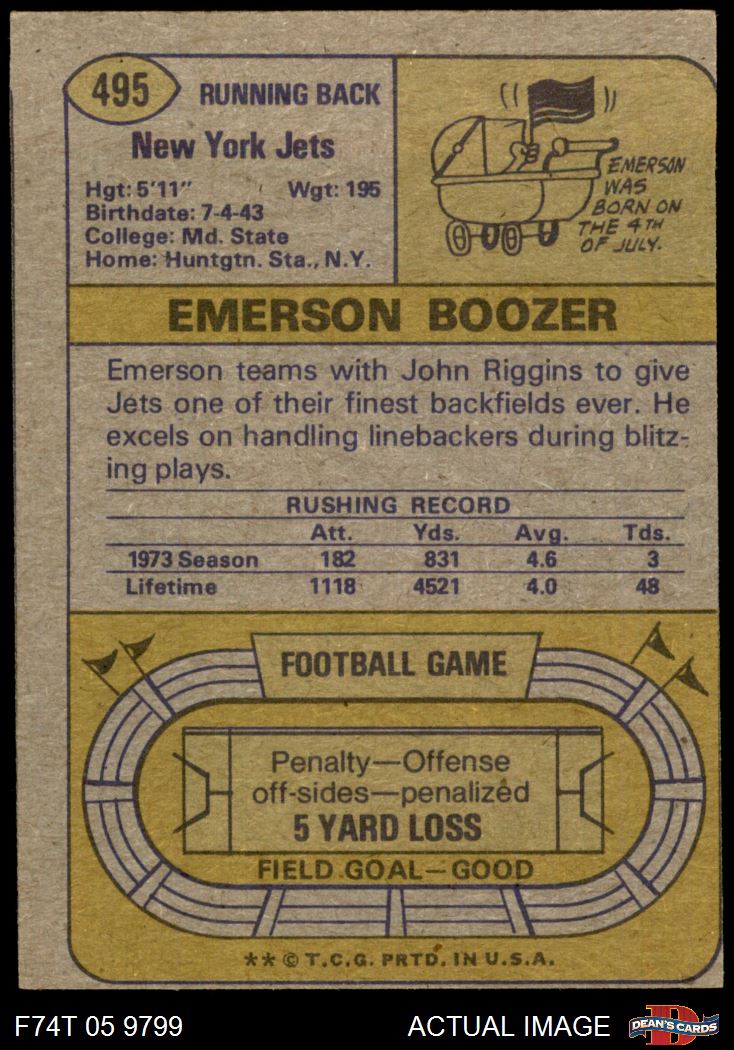 495
RUNNING BACK
New York Jets
Hgt: 5'11" Wgt: 195
Birthdate: 7-4-43
College: Md. State
Home: Huntgtn. Sta., N.Y.
EMERSON
WAS
BORN ON
THE 4TH
OF JULY.
EMERSON BOOZER
Emerson teams with John Riggins to give
Jets one of their finest backfields ever. He
excels on handling linebackers during blitz-
ing plays.
RUSHING RECORD
Att. Yds. Avg. Tds.
1973 Season 182 831 4.6 3
Lifetime 1118 4521 4.0 48
FOOTBALL GAME
Penalty—Offense
off-sides—penalized
5 YARD LOSS
FIELD GOAL—GOOD
** © T.C.G. PRTD. IN U.S.A.
F74T 05 9799
ACTUAL IMAGE
D
DEAN'S CARDS